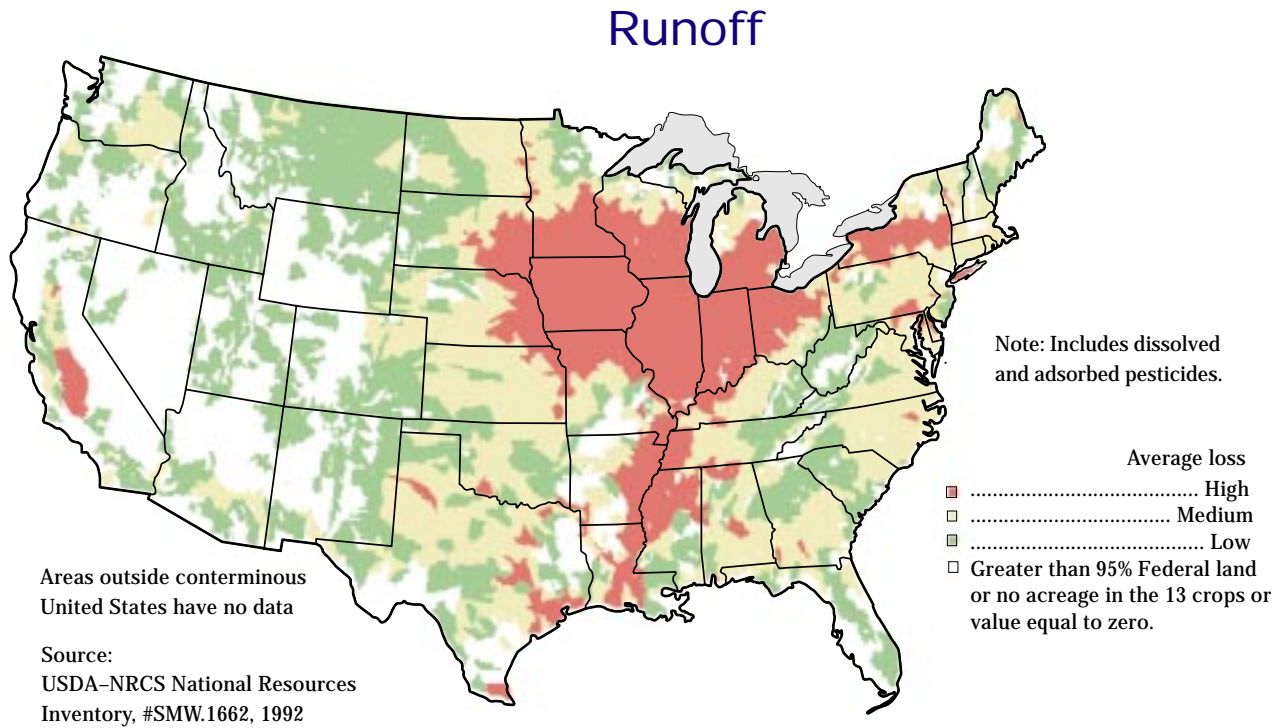 Runoff
Note: Includes dissolved
and adsorbed pesticides.
Average loss
........................................ High
................................... Medium
......................................... Low
Greater than 95% Federal land
or no acreage in the 13 crops or
value equal to zero.
Areas outside conterminous
United States have no data
Source:
USDA–NRCS National Resources
Inventory, #SMW.1662, 1992